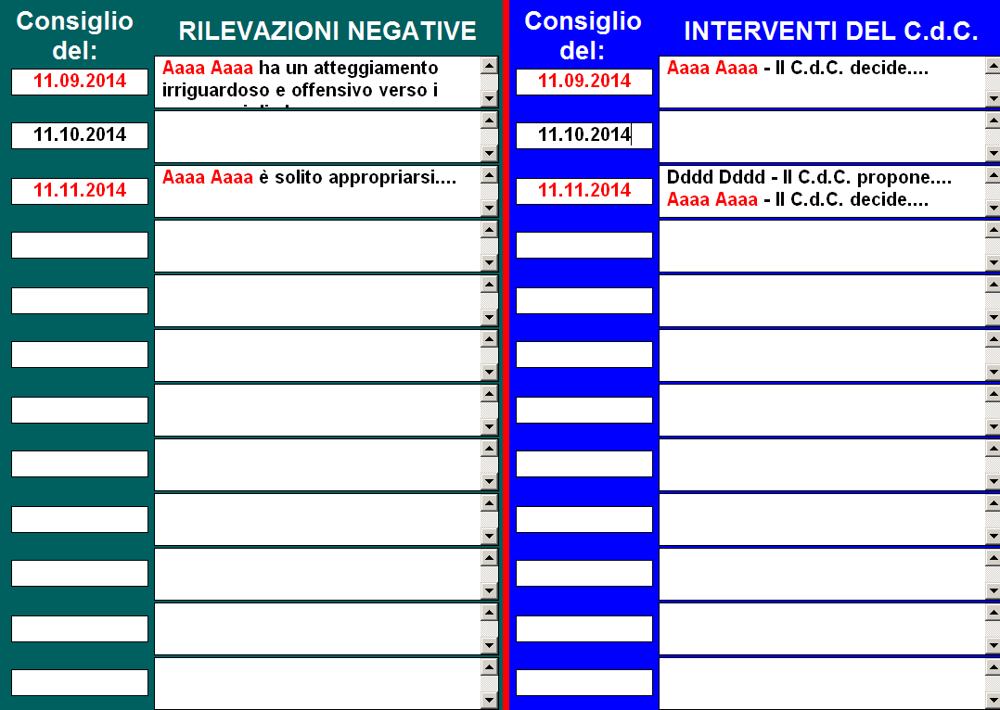 Consiglio del:
RILEVAZIONI NEGATIVE
Consiglio del:
INTERVENTI DEL C.d.C.
11.09.2014
Aaaa Aaaa ha un atteggiamento
irriguardoso e offensivo verso i
11.09.2014
Aaaa Aaaa - Il C.d.C. decide....
11.10.2014
11.10.2014
11.11.2014
Aaaa Aaaa è solito appropriarsi....
11.11.2014
Dddd Dddd - Il C.d.C. propone....
Aaaa Aaaa - Il C.d.C. decide....